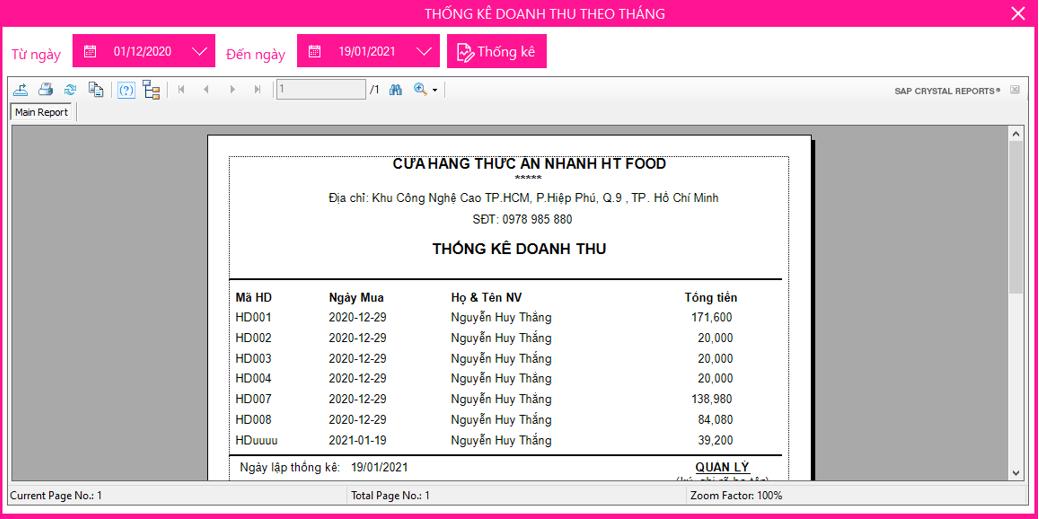 THỐNG KÊ DOANH THU THEO THÁNG
Từ ngày 01/12/2020 Đến ngày 19/01/2021 Thống kê
1 /1 SAP CRYSTAL REPORTS®
Main Report
CỬA HÀNG THỨC ĂN NHANH HT FOOD
*****
Địa chỉ: Khu Công Nghệ Cao TP.HCM, P.Hiệp Phú, Q.9 , TP. Hồ Chí Minh
SĐT: 0978 985 880
THỐNG KÊ DOANH THU
Mã HD Ngày Mua Họ & Tên NV Tổng tiền
HD001 2020-12-29 Nguyễn Huy Thắng 171,600
HD002 2020-12-29 Nguyễn Huy Thắng 20,000
HD003 2020-12-29 Nguyễn Huy Thắng 20,000
HD004 2020-12-29 Nguyễn Huy Thắng 20,000
HD007 2020-12-29 Nguyễn Huy Thắng 138,980
HD008 2020-12-29 Nguyễn Huy Thắng 84,080
HDuuuu 2021-01-19 Nguyễn Huy Thắng 39,200
Ngày lập thống kê: 19/01/2021 QUẢN LÝ
Current Page No.: 1 Total Page No.: 1 Zoom Factor: 100%